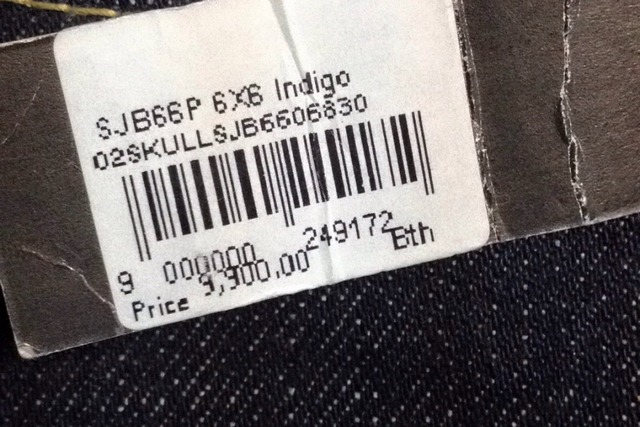 SJB66P 6X6 Indigo
02SKULLSJB6606830
9 000000 249172
Price 9,900.00 Bth